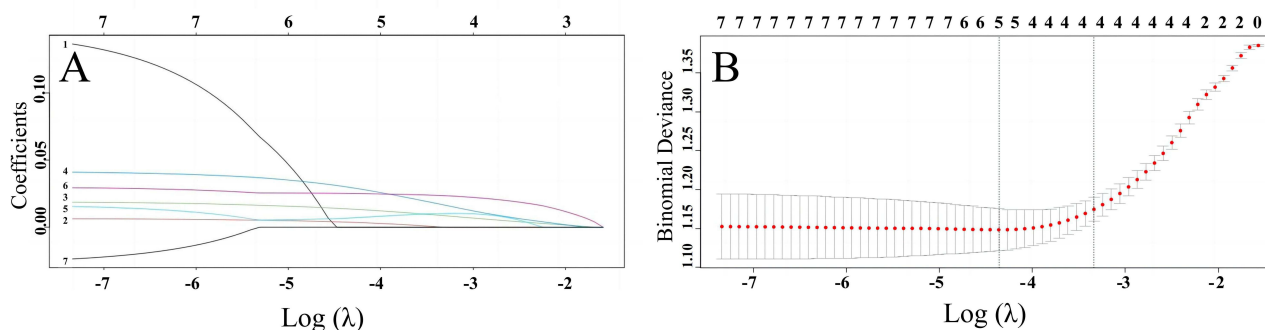 7 7 6 5 4 3
A
1
4
6
3
5
2
7
0.00 0.05 0.10
Coefficients
-7 -6 -5 -4 -3 -2
Log (λ)
7 7 7 7 7 7 7 7 7 7 7 7 7 6 6 5 5 4 4 4 4 4 4 4 4 4 2 2 2 0
B
1.10 1.15 1.20 1.25 1.30 1.35
Binomial Deviance
-7 -6 -5 -4 -3 -2
Log (λ)